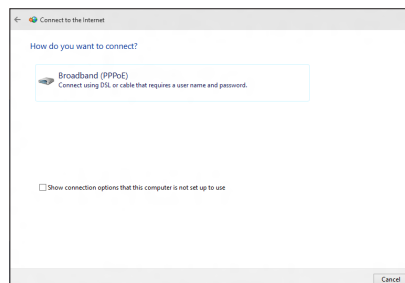 Connect to the Internet
How do you want to connect?
Broadband (PPPoE)
Connect using DSL or cable that requires a user name and password.
Show connection options that this computer is not set up to use
Cancel